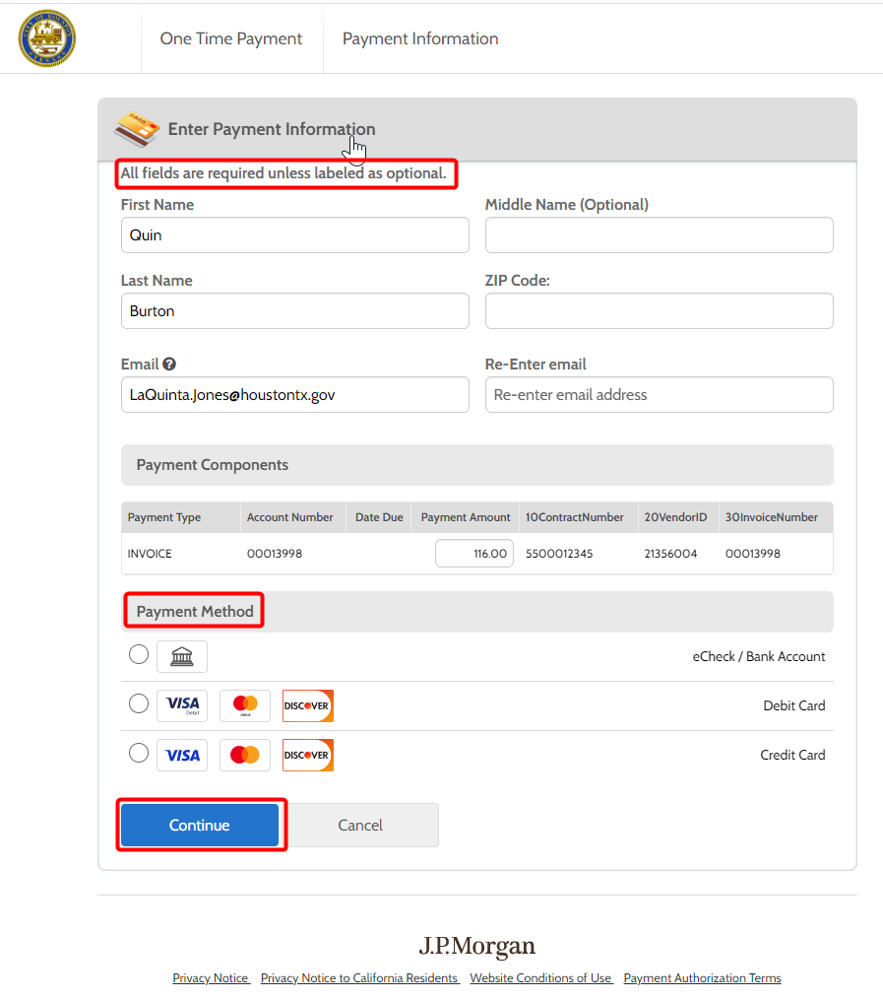 One Time Payment
Payment Information
Enter Payment Information
All fields are required unless labeled as optional.
First Name
Middle Name (Optional)
Quin
Last Name
ZIP Code:
Burton
Email ?
Re-Enter email
LaQuinta.Jones@houstontx.gov
Re-enter email address
Payment Components
Payment Type Account Number Date Due Payment Amount 10ContractNumber 20VendorID 30InvoiceNumber
INVOICE 00013998 116.00 5500012345 21356004 00013998
Payment Method
eCheck / Bank Account
VISA Debit debit DISCOVER Debit Card
VISA DISCOVER Credit Card
Continue
Cancel
J.P.Morgan
Privacy Notice Privacy Notice to California Residents Website Conditions of Use Payment Authorization Terms